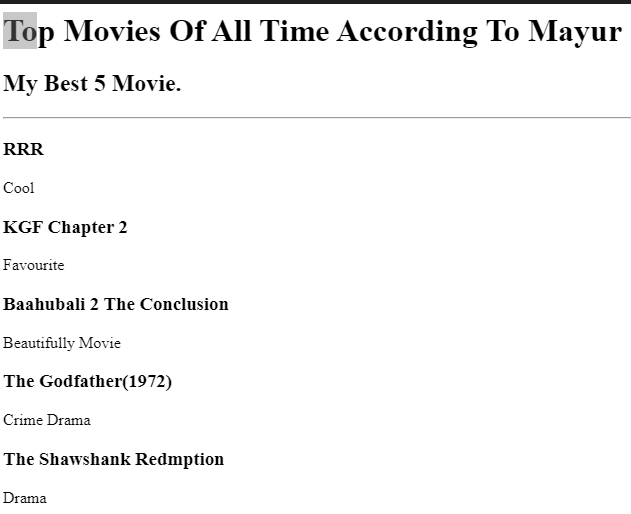 Top Movies Of All Time According To Mayur
My Best 5 Movie.
RRR
Cool
KGF Chapter 2
Favourite
Baahubali 2 The Conclusion
Beautifully Movie
The Godfather(1972)
Crime Drama
The Shawshank Redmption
Drama